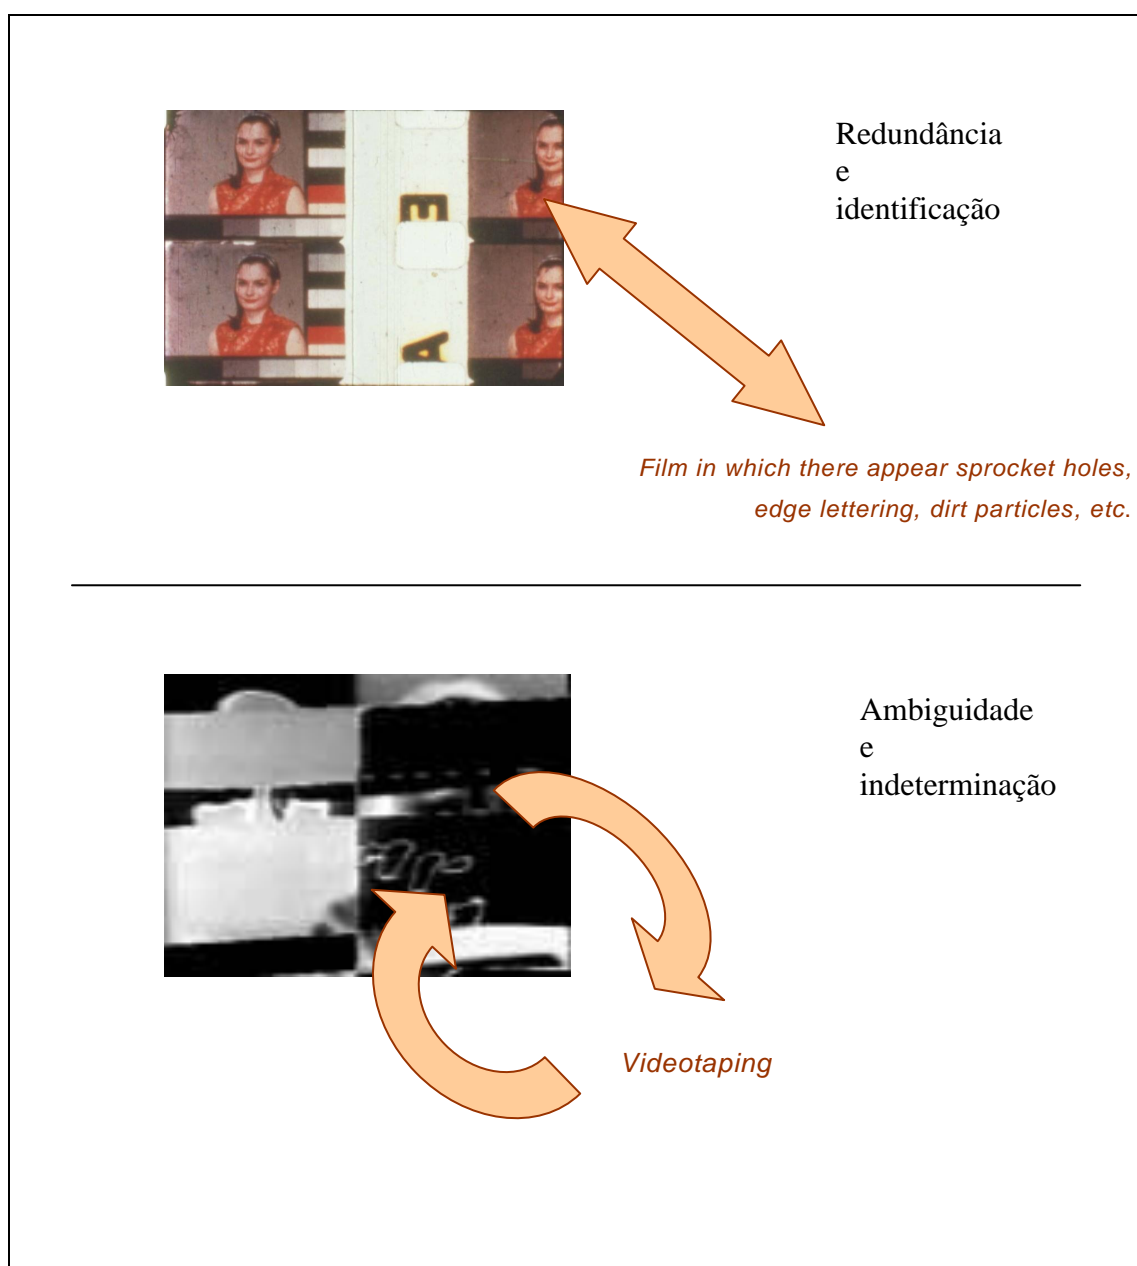 Redundância
e
identificação
E
A
Film in which there appear sprocket holes,
edge lettering, dirt particles, etc.
Ambiguidade
e
indeterminação
Videotaping